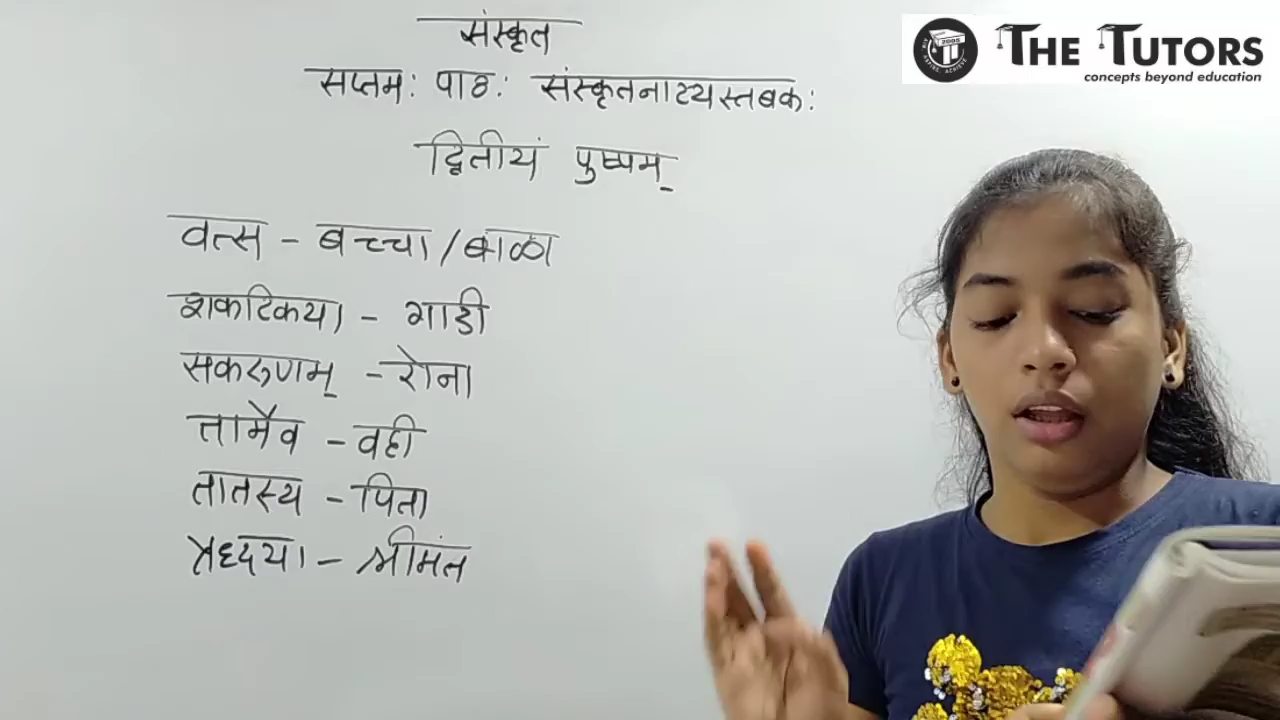 संस्कृत
सप्तम: पाठ: संस्कृतनाट्यस्तबक:
द्वितीयं पुष्पम्
वत्स - बच्चा / बाळा
शकटिकया - गाडी
सकरुणम् - रोना
तामैव - वही
तातस्य - पिता
श्रीमंत
THE TUTORS
concepts beyond education
2005